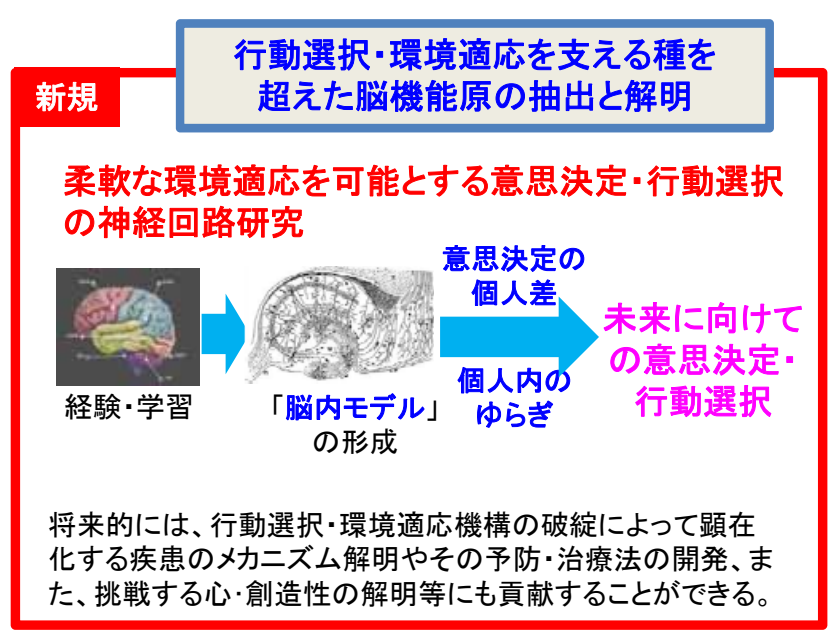 行動選択・環境適応を支える種を
超えた脳機能原の抽出と解明
新規
柔軟な環境適応を可能とする意思決定・行動選択
の神経回路研究
意思決定の
個人差
未来に向けて
の意思決定・
行動選択
個人内の
ゆらぎ
経験・学習
「脳内モデル」
の形成
将来的には、行動選択・環境適応機構の破綻によって顕在
化する疾患のメカニズム解明やその予防・治療法の開発、ま
た、挑戦する心・創造性の解明等にも貢献することができる。